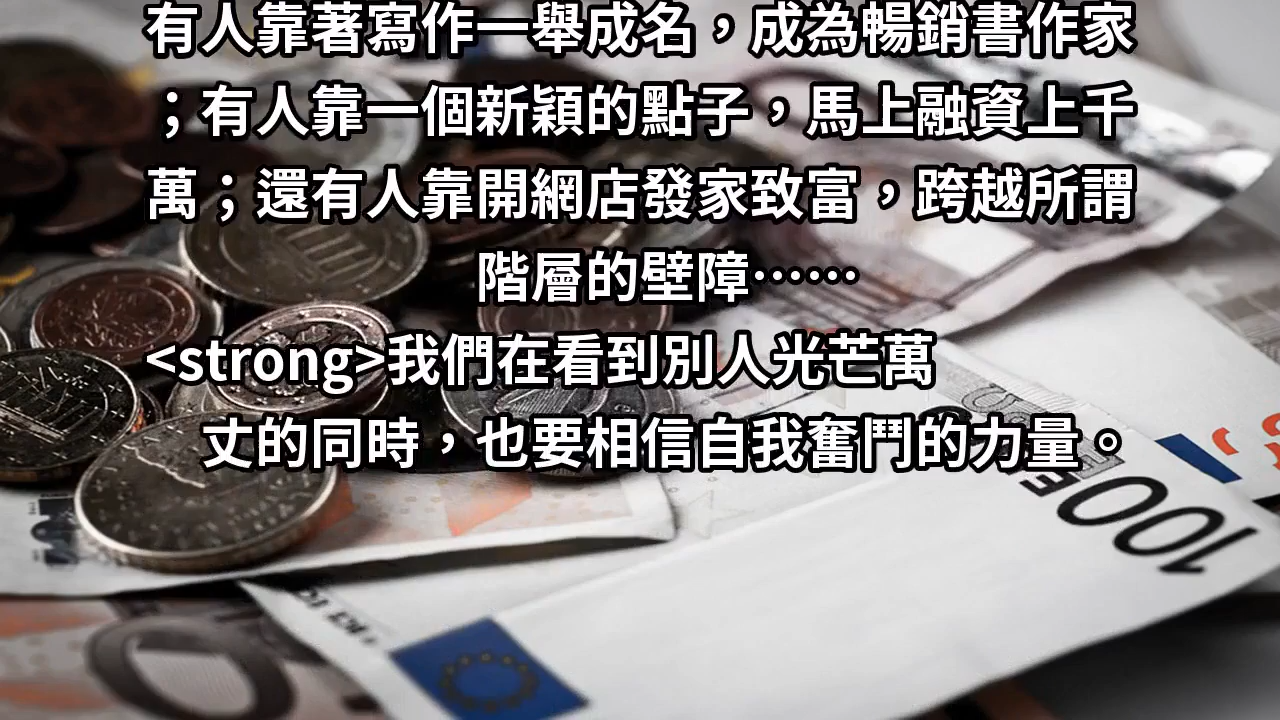 有人靠著寫作一舉成名，成為暢銷書作家
；有人靠一個新穎的點子，馬上融資上千
萬；還有人靠開網店發家致富，跨越所謂
階層的壁障……
<strong>我們在看到別人光芒萬
丈的同時，也要相信自我奮鬥的力量。
100